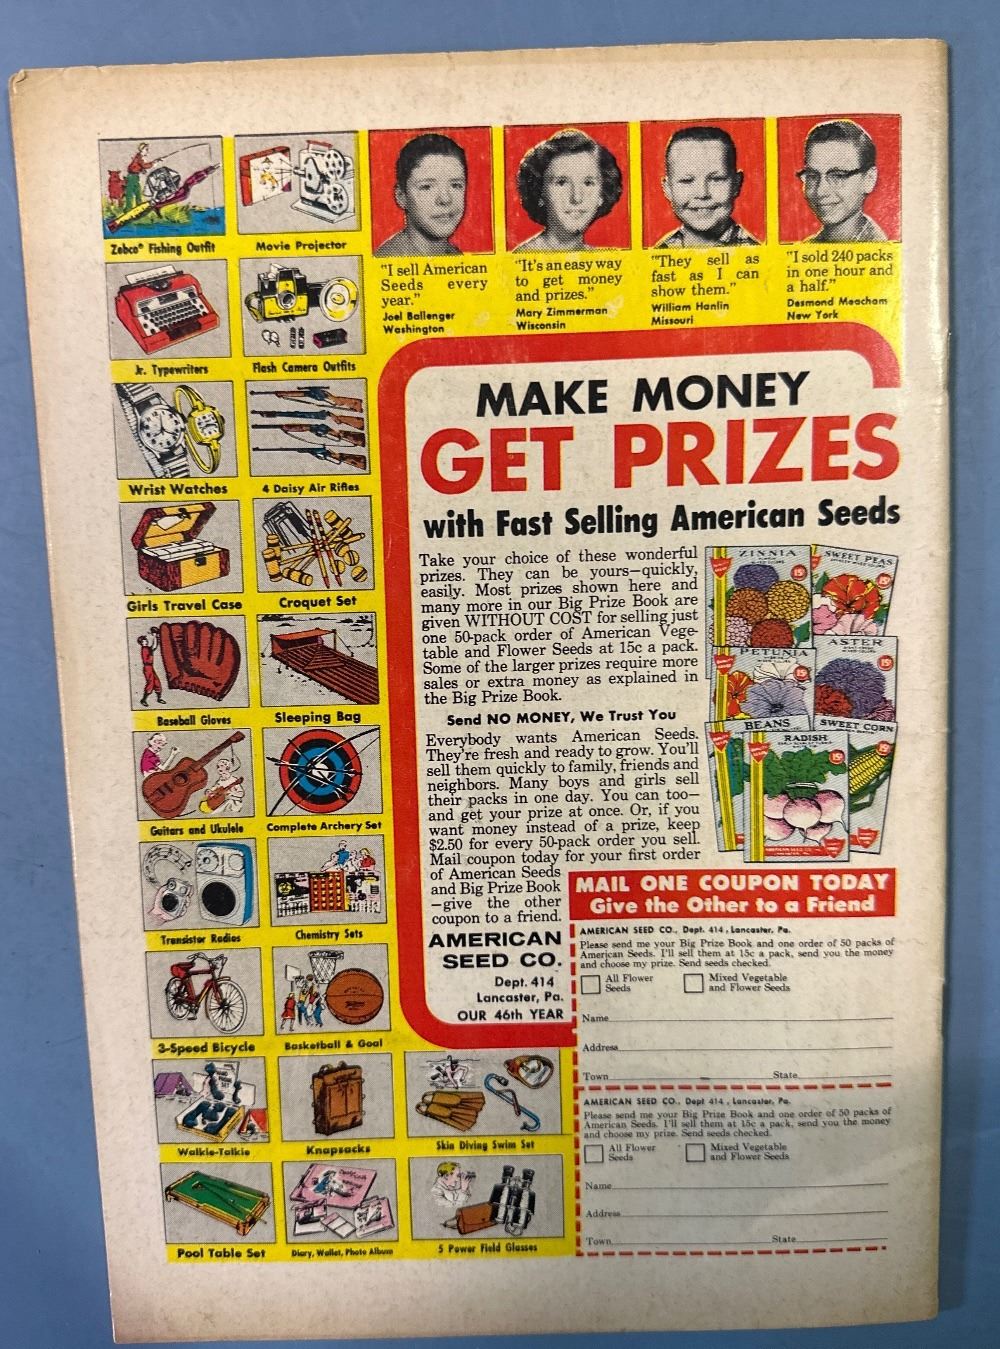 Zebco® Fishing Outfit
Movie Projector
Jr. Typewriters
Flash Camera Outfits
Wrist Watches
4 Daisy Air Rifles
Girls Travel Case
Croquet Set
Baseball Gloves
Sleeping Bag
Guitars and Ukulele
Complete Archery Set
Transistor Radios
Chemistry Sets
3-Speed Bicycle
Basketball & Goal
Walkie-Talkie
Knapsacks
Skin Diving Swim Set
Pool Table Set
Diary, Wallet, Photo Album
5 Power Field Glasses
"I sell American
Seeds every
year."
Joel Ballenger
Washington
"It's an easy way
to get money
and prizes."
Mary Zimmerman
Wisconsin
"They sell as
fast as I can
show them."
William Hanlin
Missouri
"I sold 240 packs
in one hour and
a half."
Desmond Meacham
New York
MAKE MONEY
GET PRIZES
with Fast Selling American Seeds
Take your choice of these wonderful
prizes. They can be yours—quickly,
easily. Most prizes shown here and
many more in our Big Prize Book are
given WITHOUT COST for selling just
one 50-pack order of American Vege-
table and Flower Seeds at 15c a pack.
Some of the larger prizes require more
sales or extra money as explained in
the Big Prize Book.
Send NO MONEY, We Trust You
Everybody wants American Seeds.
They're fresh and ready to grow. You'll
sell them quickly to family, friends and
neighbors. Many boys and girls sell
their packs in one day. You can too—
and get your prize at once. Or, if you
want money instead of a prize, keep
$2.50 for every 50-pack order you sell.
Mail coupon today for your first order
of American Seeds
and Big Prize Book
—give the other
coupon to a friend.
AMERICAN
SEED CO.
Dept. 414
Lancaster, Pa.
OUR 46th YEAR
ZINNIA
15¢
SWEET PEAS
15¢
PETUNIA
15¢
ASTER
15¢
BEANS
SWEET CORN
15¢
RADISH
15¢
MAIL ONE COUPON TODAY
Give the Other to a Friend
AMERICAN SEED CO., Dept. 414, Lancaster, Pa.
Please send me your Big Prize Book and one order of 50 packs of
American Seeds. I'll sell them at 15c a pack, send you the money
and choose my prize. Send seeds checked.
All Flower
Seeds
Mixed Vegetable
and Flower Seeds
Name
Address
Town State
AMERICAN SEED CO., Dept 414, Lancaster, Pa.
Please send me your Big Prize Book and one order of 50 packs of
American Seeds. I'll sell them at 15c a pack, send you the money
and choose my prize. Send seeds checked.
All Flower
Seeds
Mixed Vegetable
and Flower Seeds
Name
Address
Town State